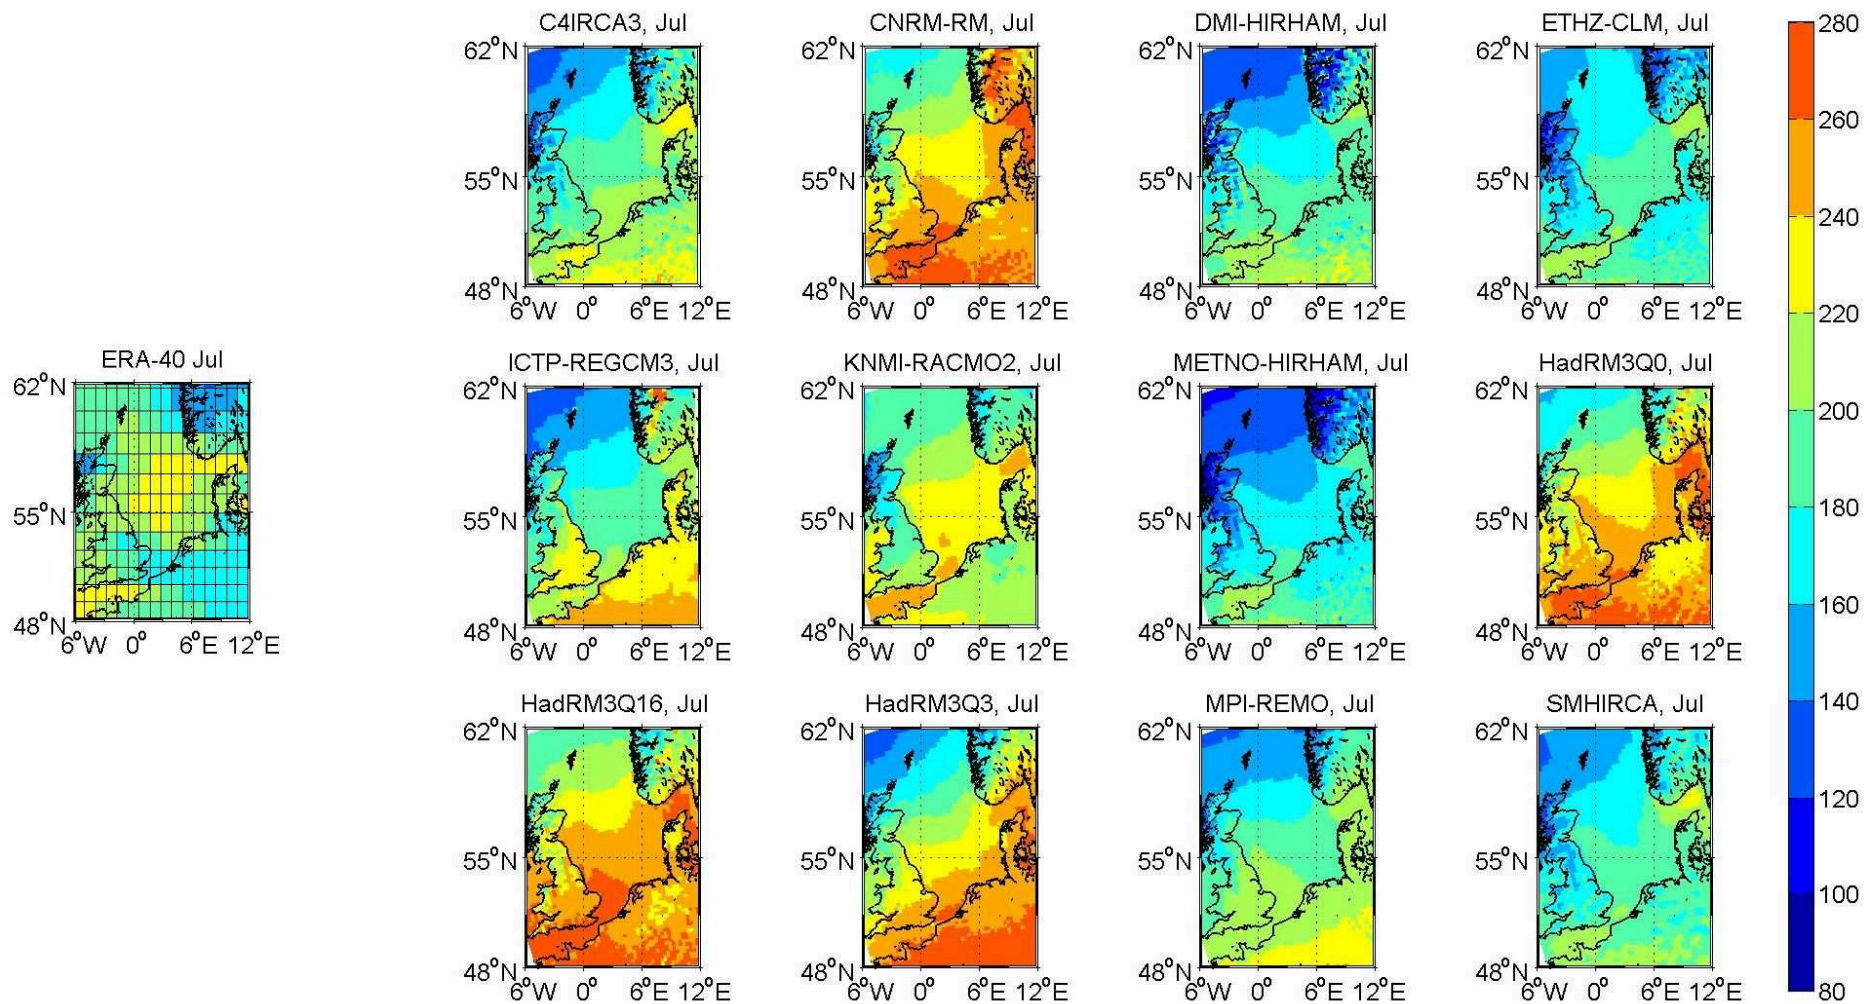 C4IRCA3, Jul
CNRM-RM, Jul
DMI-HIRHAM, Jul
ETHZ-CLM, Jul
62°N
55°N
48°N
6°W 0° 6°E 12°E
62°N
55°N
48°N
6°W 0° 6°E 12°E
62°N
55°N
48°N
6°W 0° 6°E 12°E
62°N
55°N
48°N
6°W 0° 6°E 12°E
ERA-40 Jul
62°N
55°N
48°N
6°W 0° 6°E 12°E
ICTP-REGCM3, Jul
KNMI-RACMO2, Jul
METNO-HIRHAM, Jul
HadRM3Q0, Jul
62°N
55°N
48°N
6°W 0° 6°E 12°E
62°N
55°N
48°N
6°W 0° 6°E 12°E
62°N
55°N
48°N
6°W 0° 6°E 12°E
62°N
55°N
48°N
6°W 0° 6°E 12°E
HadRM3Q16, Jul
HadRM3Q3, Jul
MPI-REMO, Jul
SMHIRCA, Jul
62°N
55°N
48°N
6°W 0° 6°E 12°E
62°N
55°N
48°N
6°W 0° 6°E 12°E
62°N
55°N
48°N
6°W 0° 6°E 12°E
62°N
55°N
48°N
6°W 0° 6°E 12°E
280
260
240
220
200
180
160
140
120
100
80